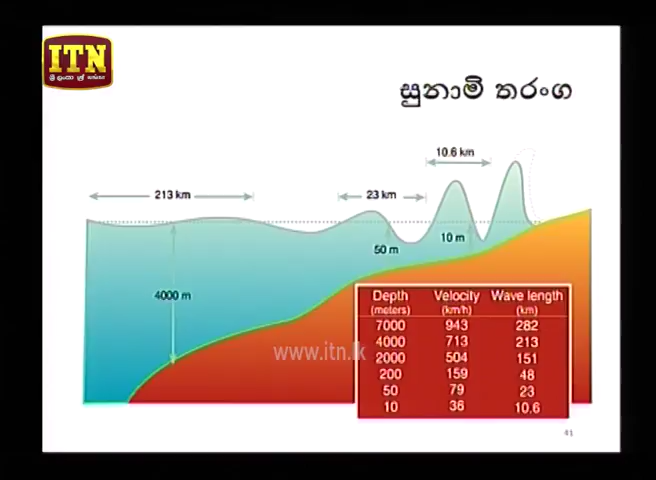 ITN
සුනාමි තරංග
10.6 km
213 km
23 km
50 m
10 m
4000 m
Depth Velocity Wave length
(meters) (km/h) (km)
7000 943 282
4000 713 213
2000 504 151
200 159 48
50 79 23
10 36 10.6
www.itn.lk
41